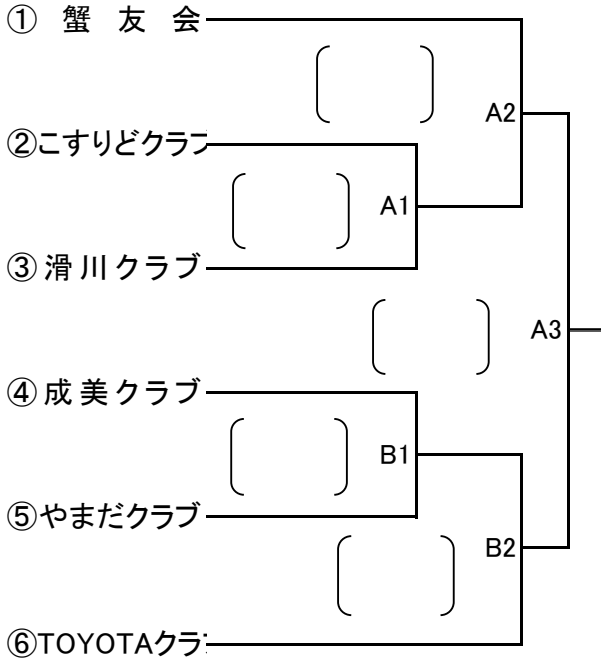 ① 蟹 友 会
A2
②こすりどクラブ
A1
③滑川クラブ
A3
④成美クラブ
B1
⑤やまだクラブ
B2
⑥TOYOTAクラ